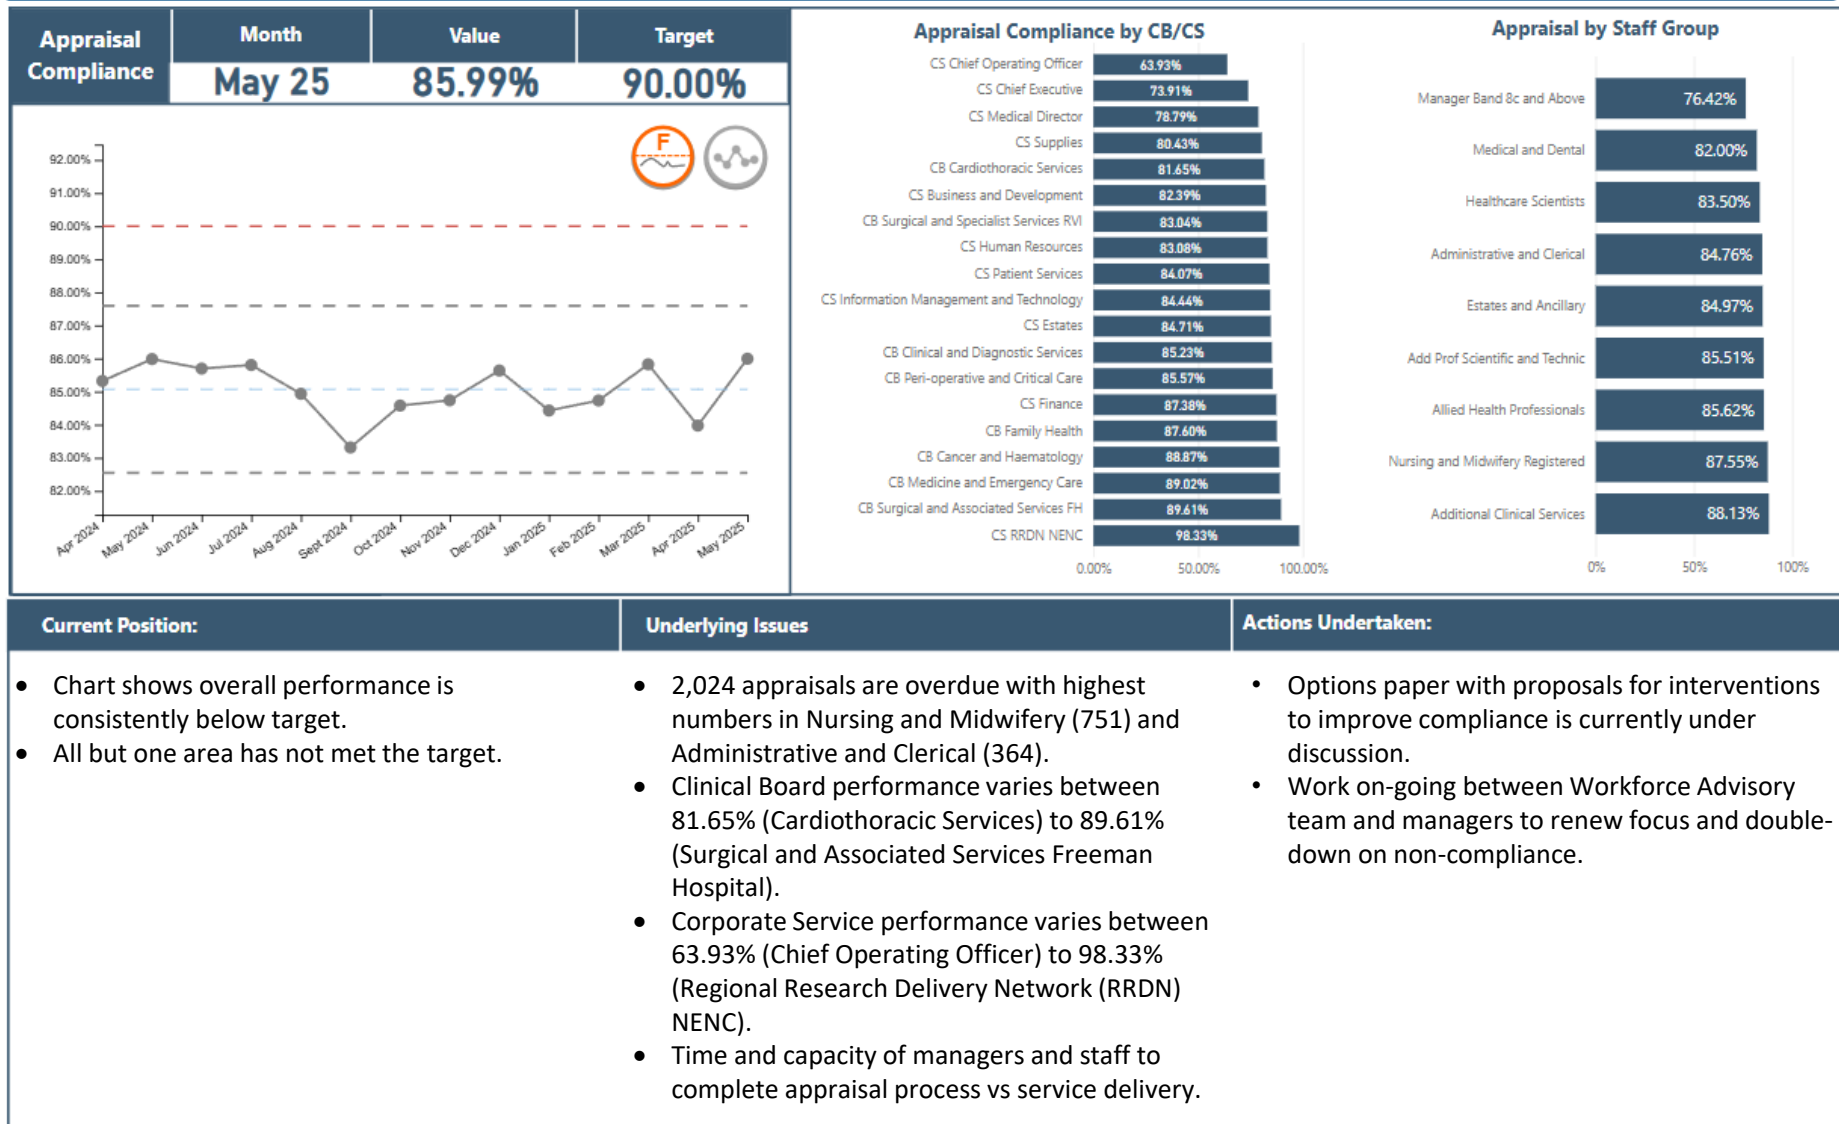 Appraisal
Compliance
Month
Value
Target
May 25
85.99%
90.00%
F
92.00%
91.00%
90.00%
89.00%
88.00%
87.00%
86.00%
85.00%
84.00%
83.00%
82.00%
Apr 2024
May 2024
Jun 2024
Jul 2024
Aug 2024
Sept 2024
Oct 2024
Nov 2024
Dec 2024
Jan 2025
Feb 2025
Mar 2025
Apr 2025
May 2025
Appraisal Compliance by CB/CS
CS Chief Operating Officer 63.93%
CS Chief Executive 73.91%
CS Medical Director 78.79%
CS Supplies 80.43%
CB Cardiothoracic Services 81.65%
CS Business and Development 82.39%
CB Surgical and Specialist Services RVI 83.04%
CS Human Resources 83.08%
CS Patient Services 84.07%
CS Information Management and Technology 84.44%
CS Estates 84.71%
CB Clinical and Diagnostic Services 85.23%
CB Peri-operative and Critical Care 85.57%
CS Finance 87.38%
CB Family Health 87.60%
CB Cancer and Haematology 88.87%
CB Medicine and Emergency Care 89.02%
CB Surgical and Associated Services FH 89.61%
CS RRDN NENC 98.33%
0.00% 50.00% 100.00%
Appraisal by Staff Group
Manager Band 8c and Above 76.42%
Medical and Dental 82.00%
Healthcare Scientists 83.50%
Administrative and Clerical 84.76%
Estates and Ancillary 84.97%
Add Prof Scientific and Technic 85.51%
Allied Health Professionals 85.62%
Nursing and Midwifery Registered 87.55%
Additional Clinical Services 88.13%
0% 50% 100%
Current Position:
• Chart shows overall performance is
consistently below target.
• All but one area has not met the target.
Underlying Issues
• 2,024 appraisals are overdue with highest
numbers in Nursing and Midwifery (751) and
Administrative and Clerical (364).
• Clinical Board performance varies between
81.65% (Cardiothoracic Services) to 89.61%
(Surgical and Associated Services Freeman
Hospital).
• Corporate Service performance varies between
63.93% (Chief Operating Officer) to 98.33%
(Regional Research Delivery Network (RRDN)
NENC).
• Time and capacity of managers and staff to
complete appraisal process vs service delivery.
Actions Undertaken:
• Options paper with proposals for interventions
to improve compliance is currently under
discussion.
• Work on-going between Workforce Advisory
team and managers to renew focus and double-
down on non-compliance.